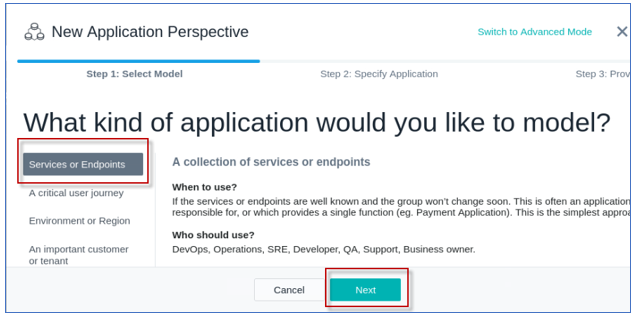 New Application Perspective
Switch to Advanced Mode
Step 1: Select Model
Step 2: Specify Application
Step 3: Prov
What kind of application would you like to model?
Services or Endpoints
A critical user journey
Environment or Region
An important customer
or tenant
A collection of services or endpoints
When to use?
If the services or endpoints are well known and the group won't change soon. This is often an application
responsible for, or which provides a single function (eg. Payment Application). This is the simplest approa
Who should use?
DevOps, Operations, SRE, Developer, QA, Support, Business owner.
Cancel
Next